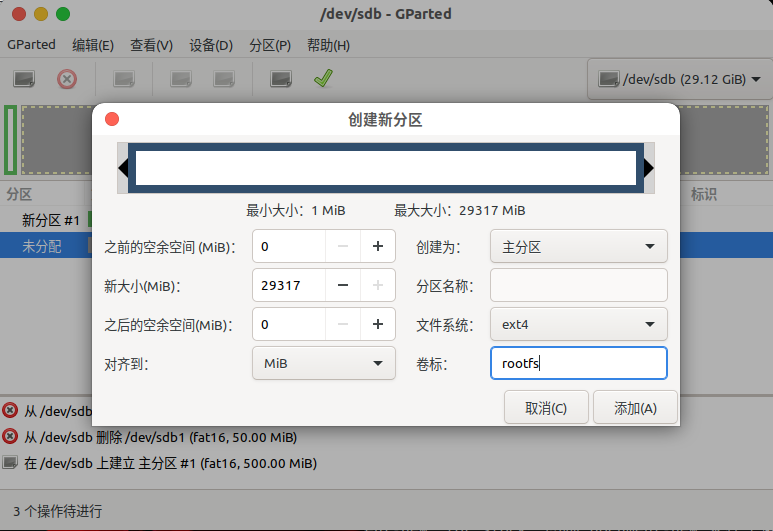 /dev/sdb - GParted
GParted 编辑(E) 查看(V) 设备(D) 分区(P) 帮助(H)
/dev/sdb (29.12 GiB)
创建新分区
最小大小：1 MiB 最大大小：29317 MiB
分区 标识
新分区 #1
未分配
之前的空余空间 (MiB)： 0 创建为： 主分区
新大小(MiB)： 29317 分区名称：
之后的空余空间(MiB)： 0 文件系统： ext4
对齐到： MiB 卷标： rootfs
取消(C) 添加(A)
从 /dev/sdb
从 /dev/sdb 删除 /dev/sdb1 (fat16, 50.00 MiB)
在 /dev/sdb 上建立 主分区 #1 (fat16, 500.00 MiB)
3 个操作待进行